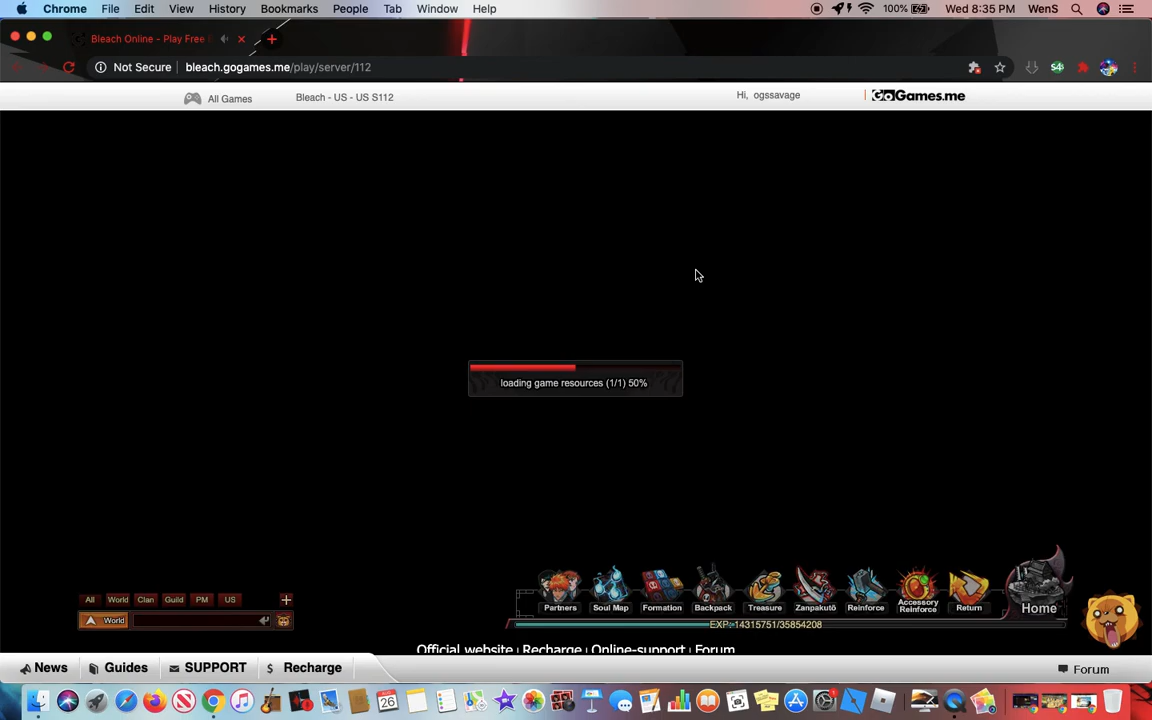 Chrome File Edit View History Bookmarks People Tab Window Help 100% Wed 8:35 PM WenS
Bleach Online - Play Free
Not Secure bleach.gogames.me/play/server/112
All Games Bleach - US - US S112 Hi, ogssavage GoGames.me
loading game resources (1/1) 50%
All World Clan Guild PM US
Partners Soul Map Formation Backpack Treasure Zanpakutō Reinforce Accessory Reinforce Return Home
World
EXP: 14315751/35854208
Official website | Recharge | Online-support | Forum
News Guides SUPPORT $ Recharge Forum
AUG
26